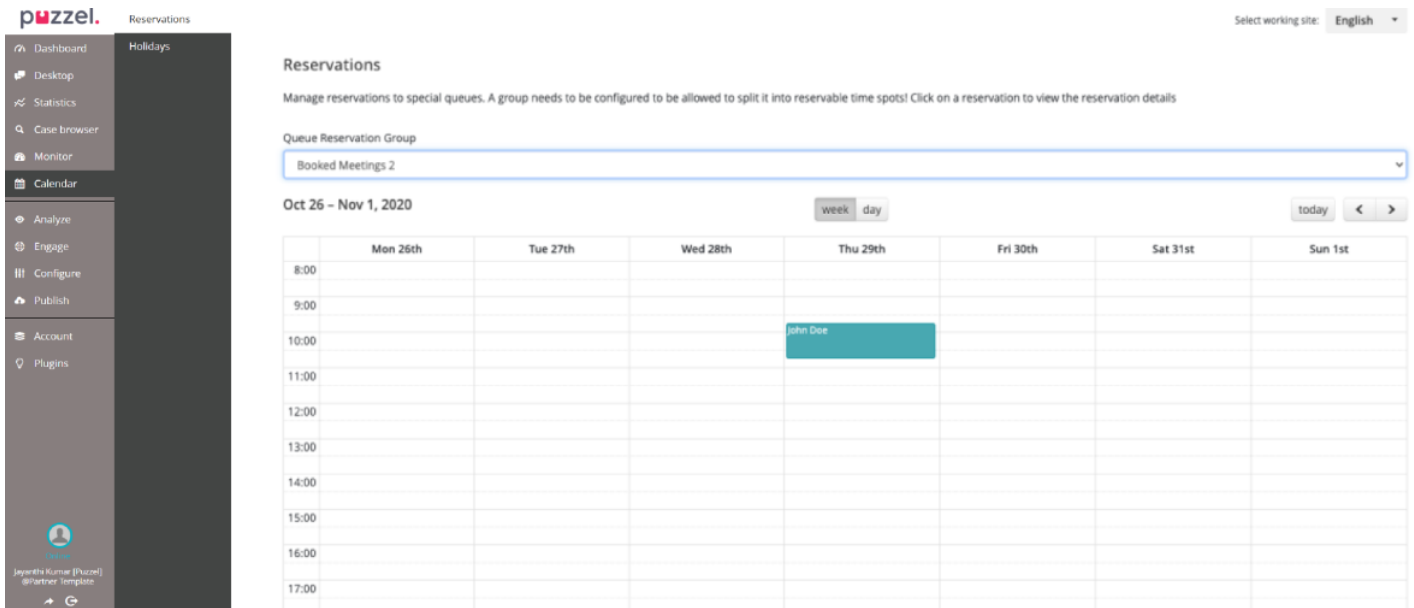 puzzel.
Reservations
Holidays
Dashboard
Desktop
Statistics
Case browser
Monitor
Calendar
Analyze
Engage
Configure
Publish
Account
Plugins
Jayanthi Kumar [Puzzel]
@Partner Template
Select working site: English
Reservations
Manage reservations to special queues. A group needs to be configured to be allowed to split it into reservable time spots! Click on a reservation to view the reservation details
Queue Reservation Group
Booked Meetings 2
Oct 26 – Nov 1, 2020
week day
today
Mon 26th Tue 27th Wed 28th Thu 29th Fri 30th Sat 31st Sun 1st
8:00
9:00
John Doe
10:00
11:00
12:00
13:00
14:00
15:00
16:00
17:00